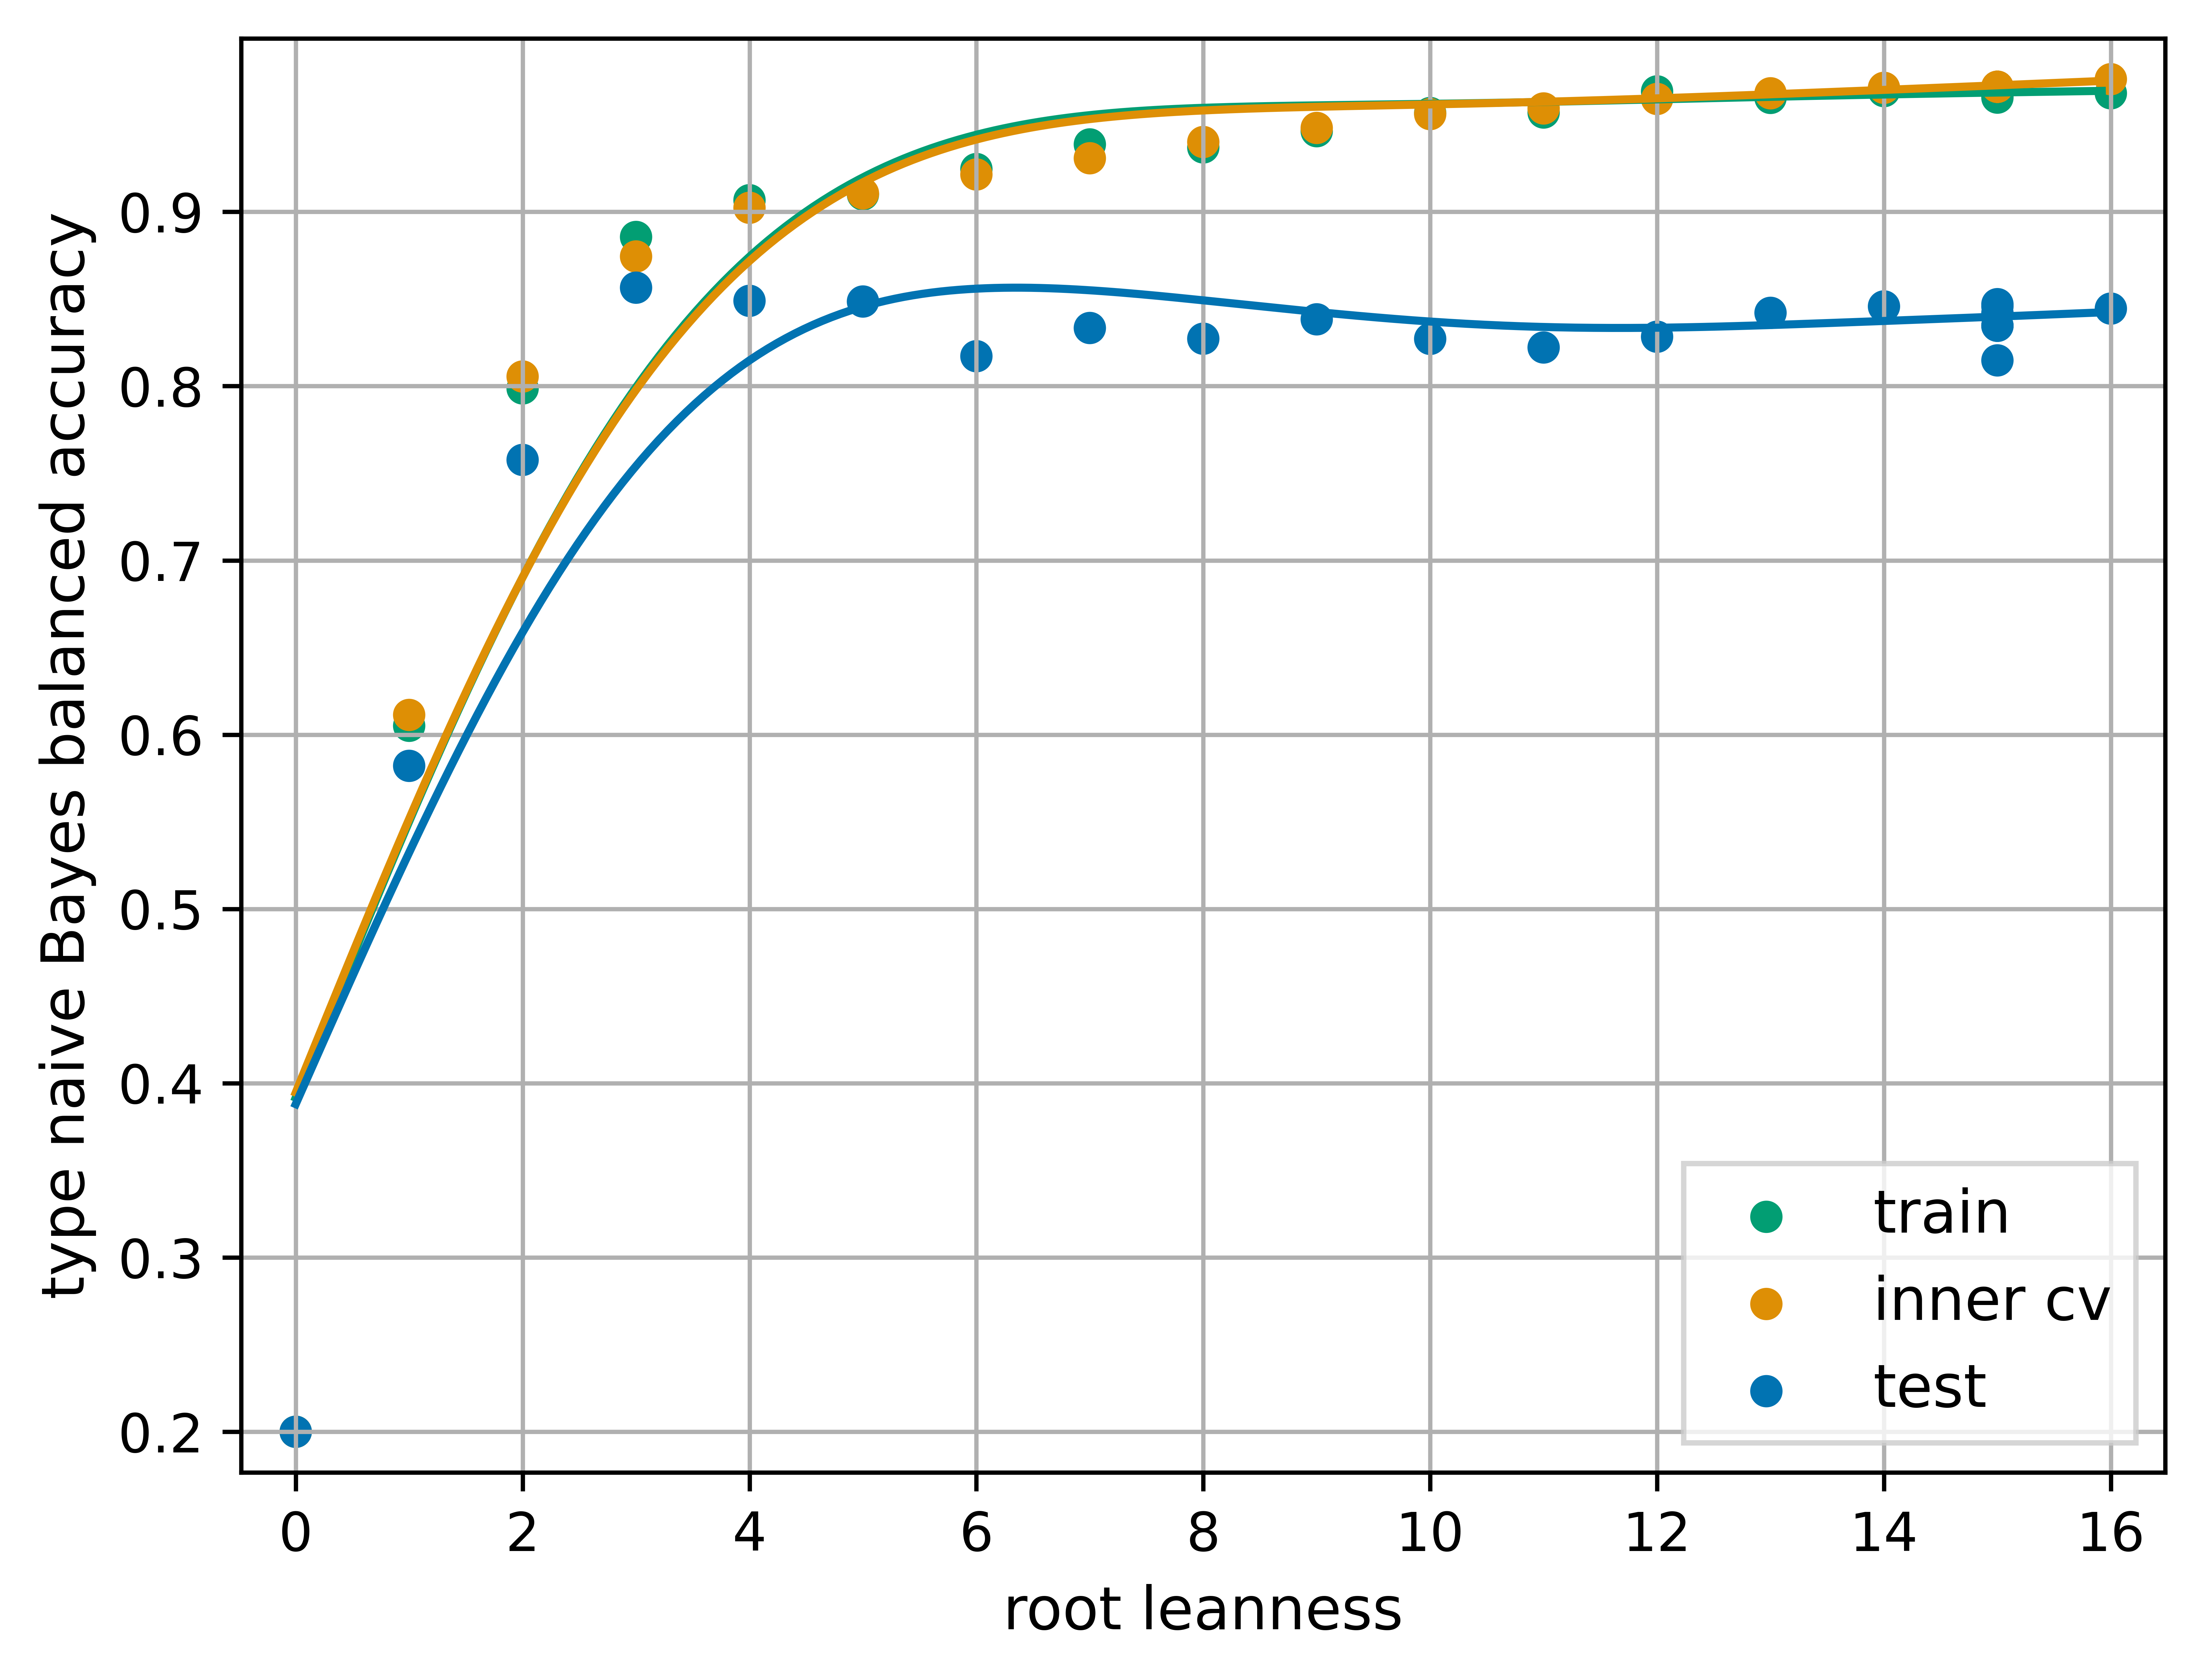 type naive Bayes balanced accuracy
0.9
0.8
0.7
0.6
0.5
0.4
0.3
0.2
train
inner cv
test
0 2 4 6 8 10 12 14 16
root leanness